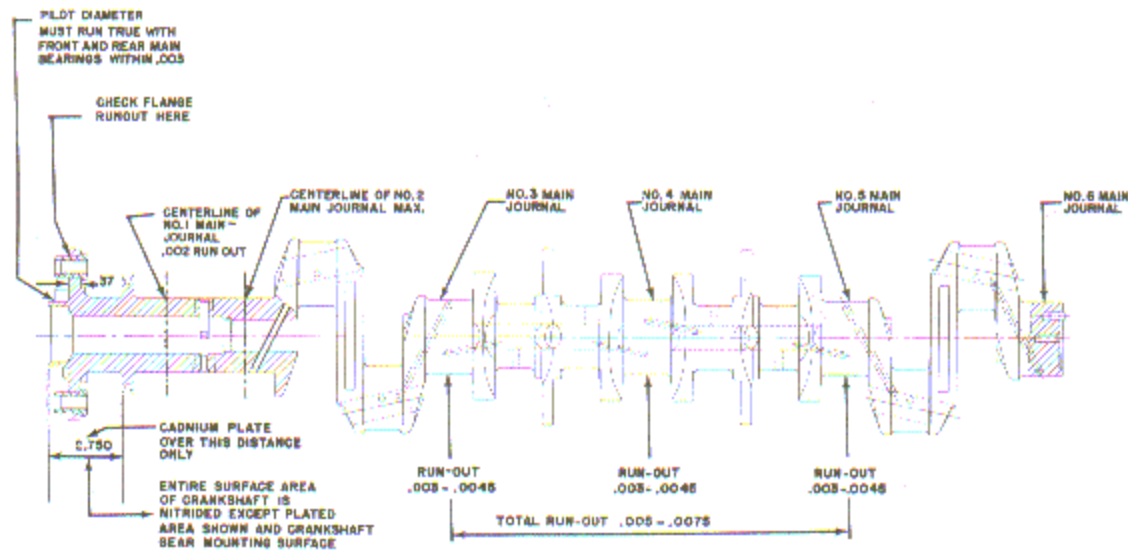 PILOT DIAMETER
MUST RUN TRUE WITH
FRONT AND REAR MAIN
BEARINGS WITHIN .003
CHECK FLANGE
RUNOUT HERE
CENTERLINE OF
NO.1 MAIN-
JOURNAL
.002 RUN OUT
CENTERLINE OF NO.2
MAIN JOURNAL MAX.
NO.3 MAIN
JOURNAL
NO.4 MAIN
JOURNAL
NO.5 MAIN
JOURNAL
NO.6 MAIN
JOURNAL
.37
2.750
CADNIUM PLATE
OVER THIS DISTANCE
ONLY
ENTIRE SURFACE AREA
OF CRANKSHAFT IS
NITRIDED EXCEPT PLATED
AREA SHOWN AND CRANKSHAFT
GEAR MOUNTING SURFACE
RUN-OUT
.003-.0045
RUN-OUT
.003-.0045
RUN-OUT
.003-.0045
TOTAL RUN-OUT .005-.0075